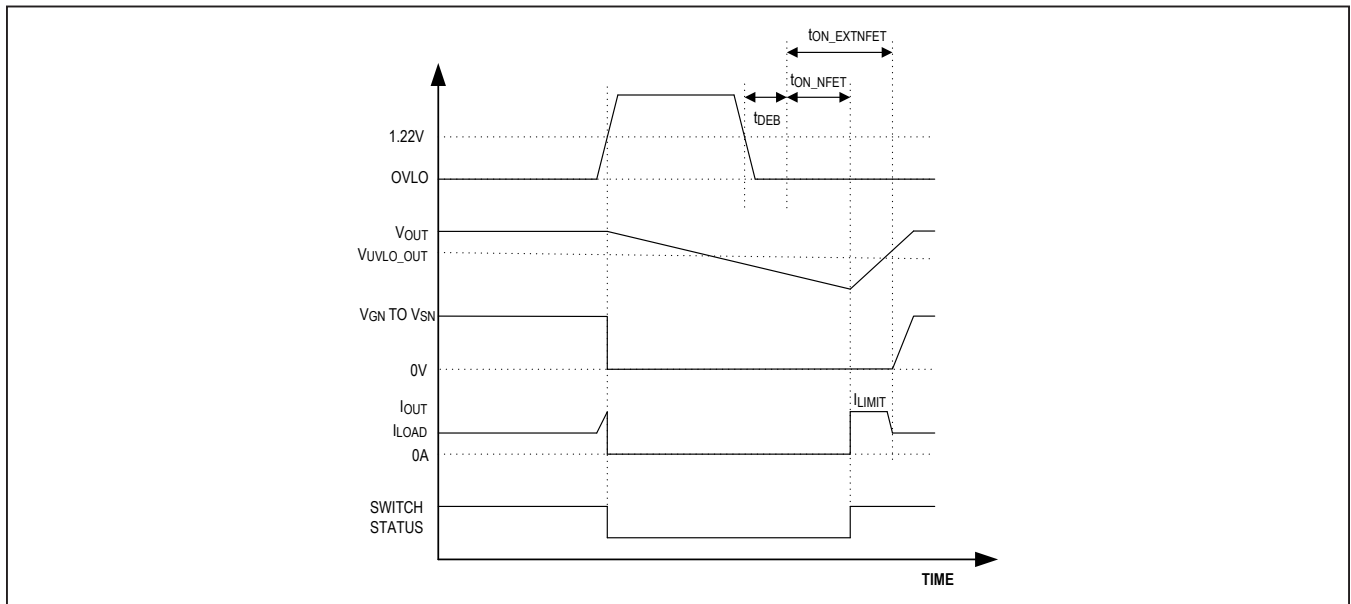 tON_EXTNFET
tON_NFET
tDEB
1.22V
OVLO
VOUT
VUVLO_OUT
VGN TO VSN
0V
IOUT
ILIMIT
ILOAD
0A
SWITCH
STATUS
TIME